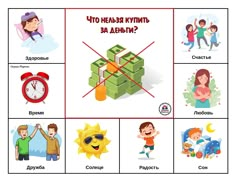 Что нельзя купить
за деньги?
Здоровье
Счастье
Время
Любовь
Дружба
Солнце
Радость
Сон